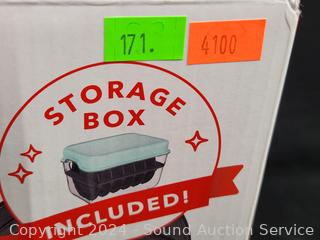 171.
4100
STORAGE
BOX
INCLUDED!
Copyright 2024 - Sound Auction Service